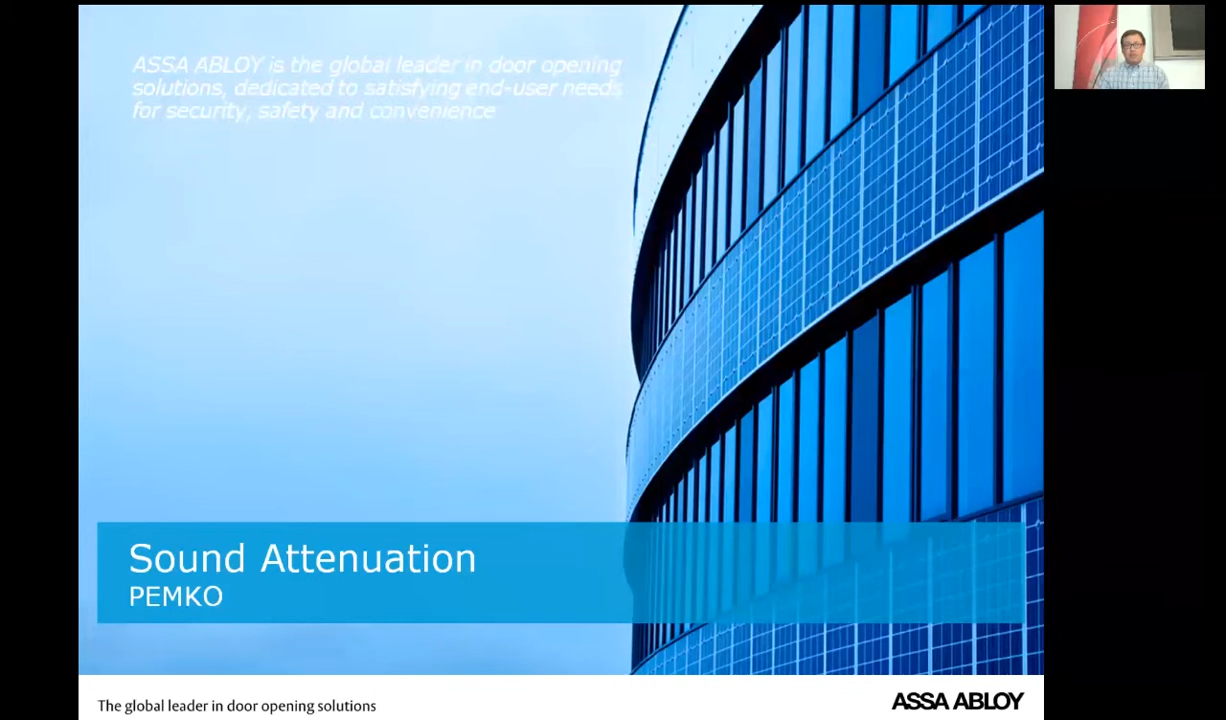 ASSA ABLOY is the global leader in door opening
solutions, dedicated to satisfying end-user needs
for security, safety and convenience
Sound Attenuation
PEMKO
The global leader in door opening solutions
ASSA ABLOY